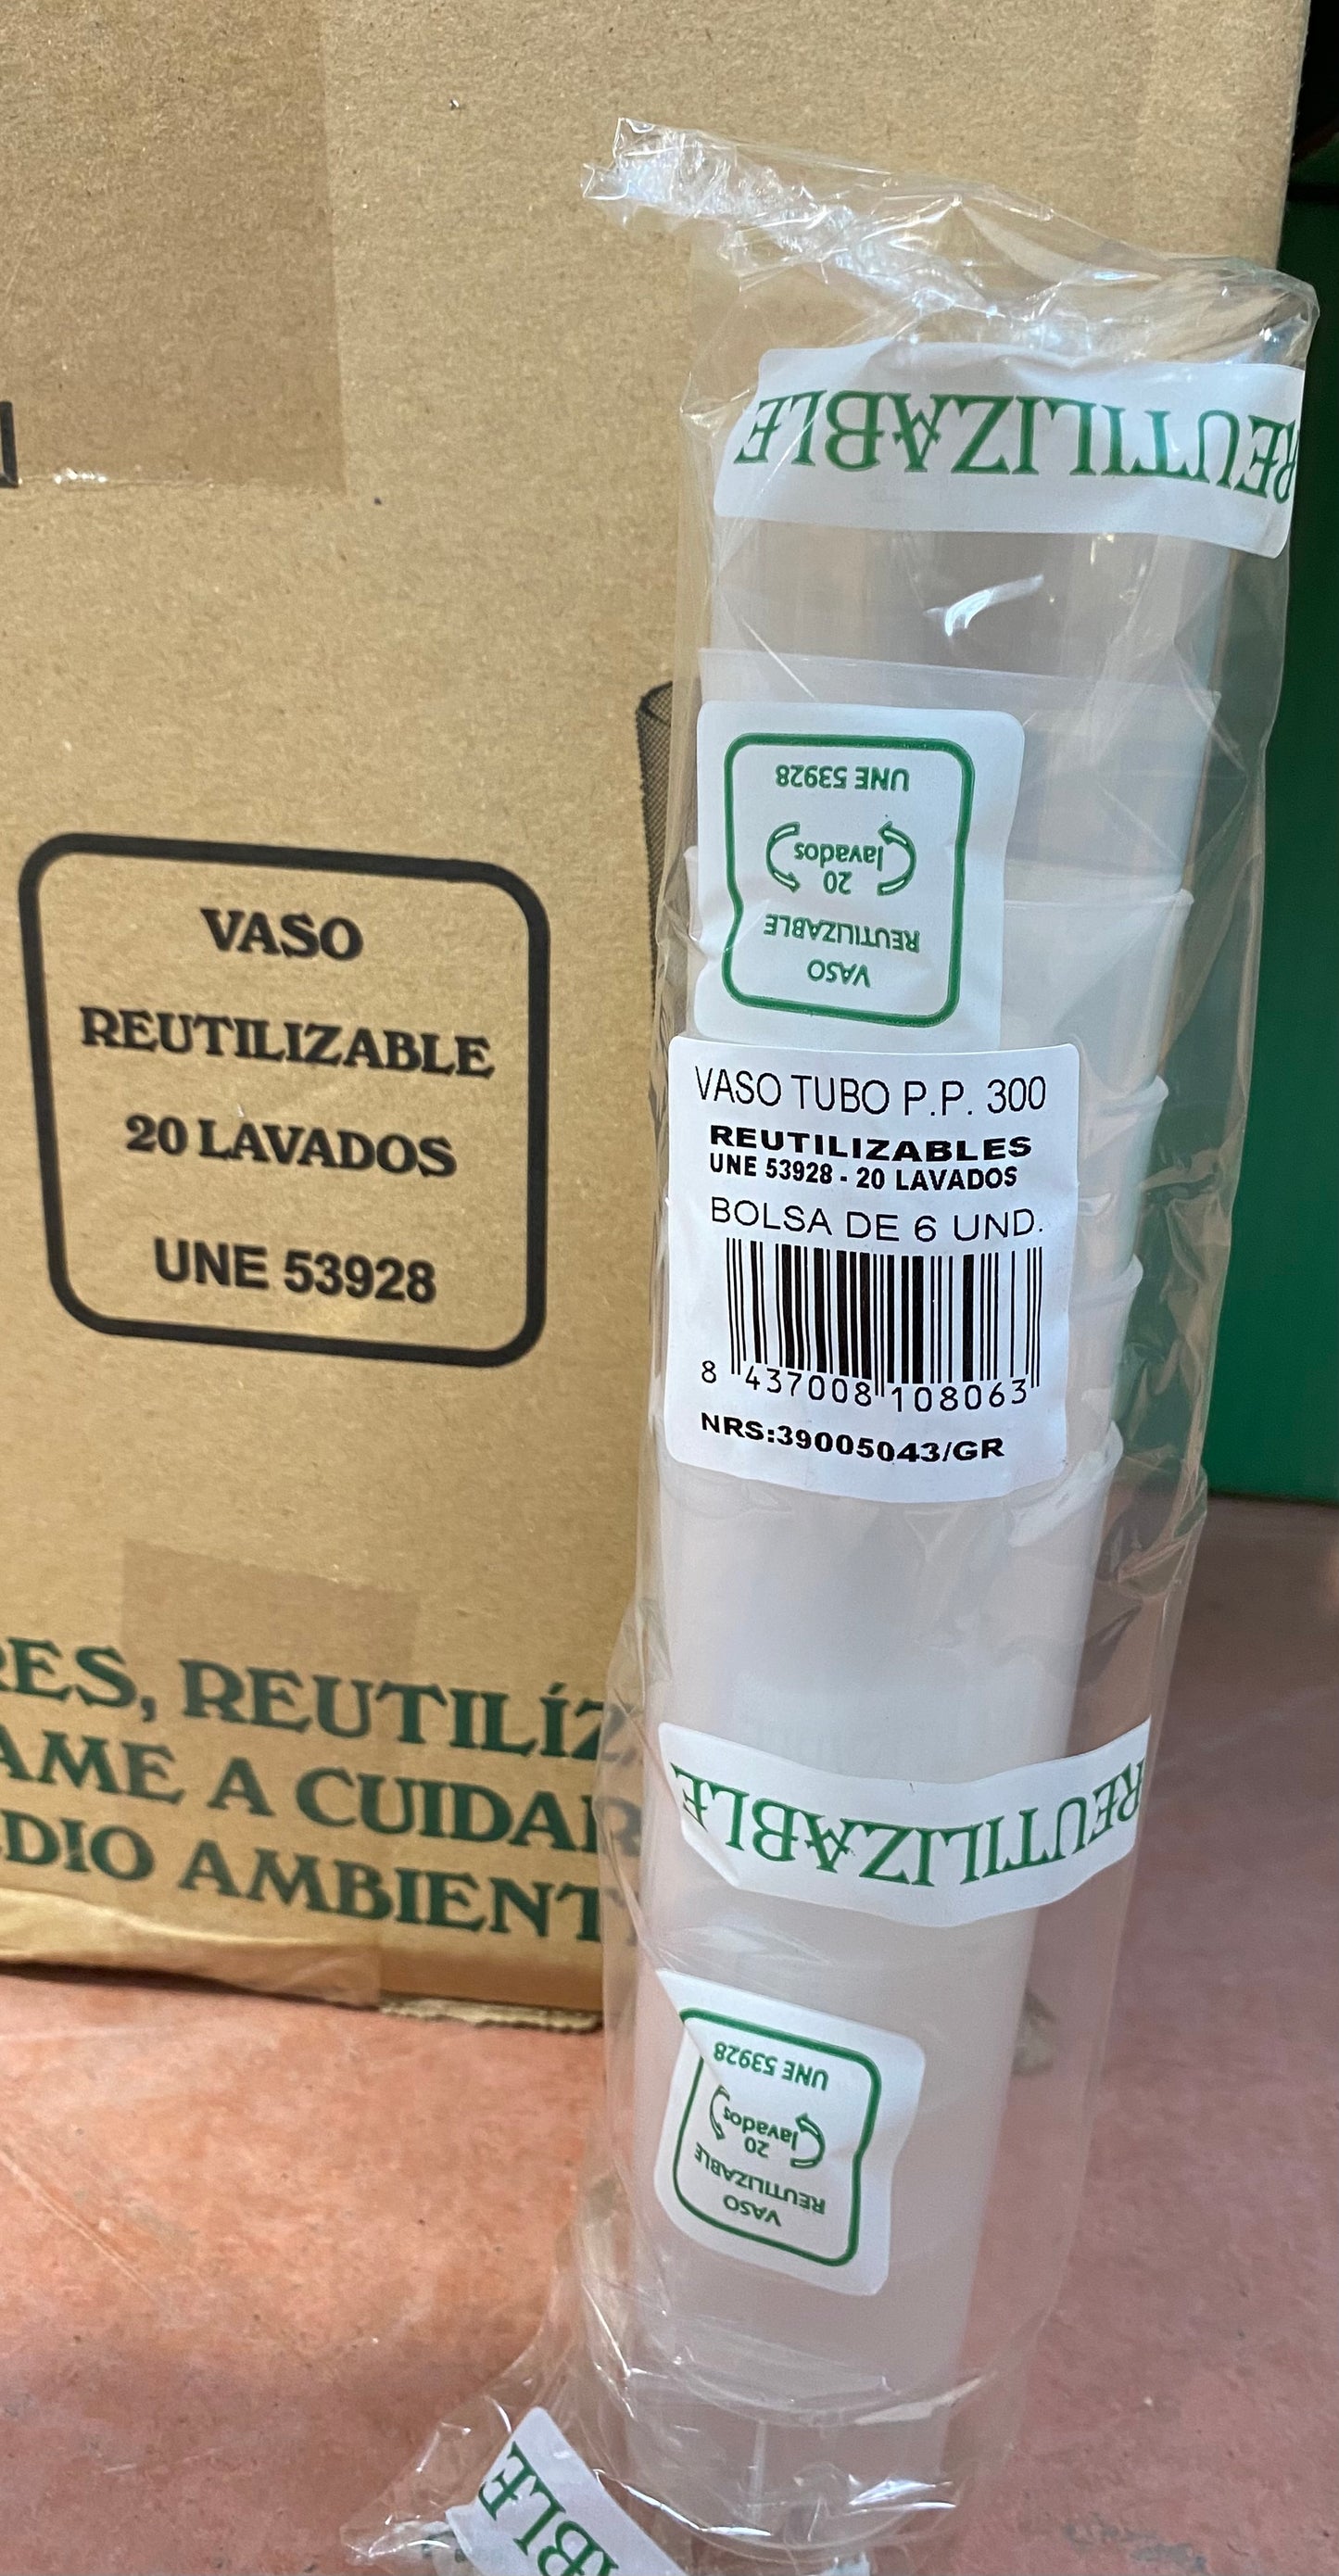 VASO
REUTILIZABLE
20 LAVADOS
UNE 53928
RES, REUTILÍZ
AME A CUIDAR
DIO AMBIENT
REUTILIZABLE
VASO
REUTILIZABLE
20
lavados
UNE 53928
VASO TUBO P.P. 300
REUTILIZABLES
UNE 53928 - 20 LAVADOS
BOLSA DE 6 UND.
8 437008 108063
NRS:39005043/GR
REUTILIZABLE
VASO
REUTILIZABLE
20
lavados
UNE 53928
ABLE